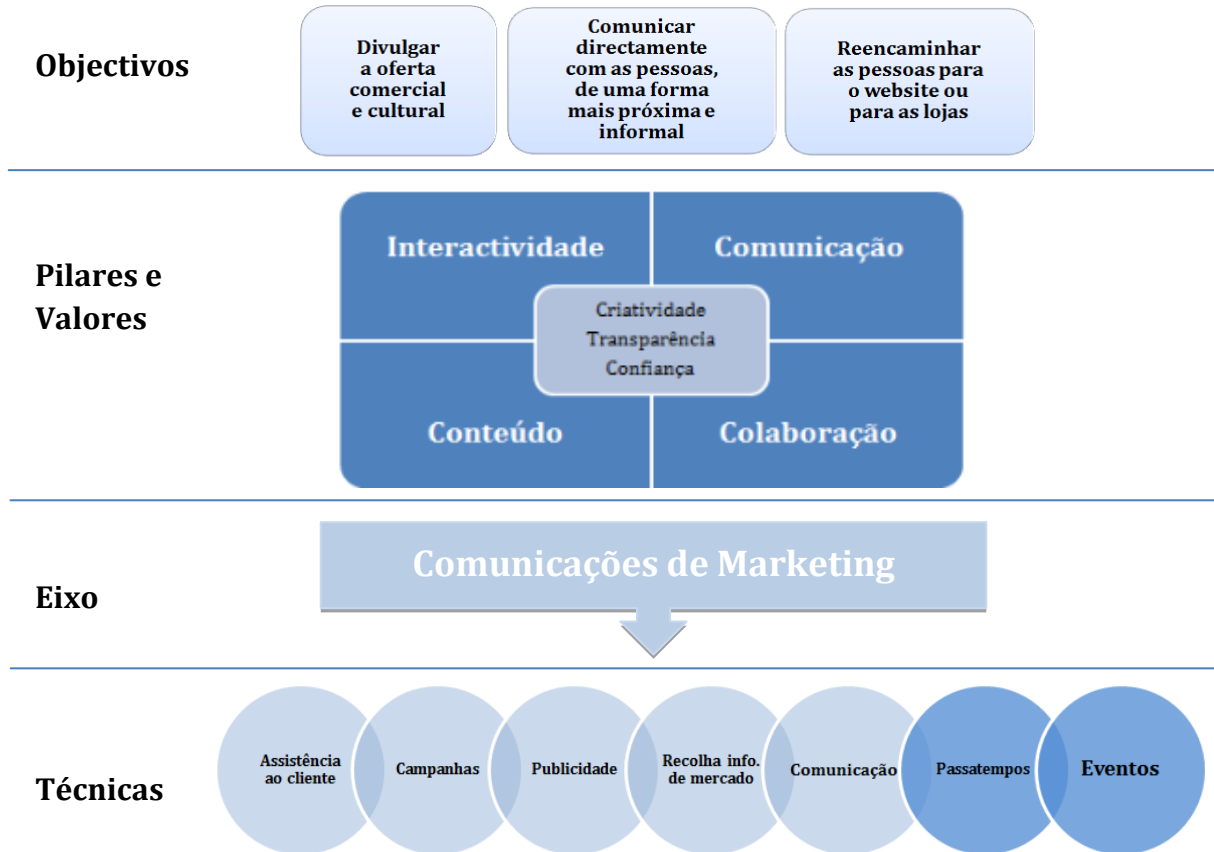 Objectivos
Divulgar
a oferta
comercial
e cultural
Comunicar
directamente
com as pessoas,
de uma forma
mais próxima e
informal
Reencaminhar
as pessoas para
o website ou
para as lojas
Pilares e
Valores
Interactividade
Comunicação
Criatividade
Transparência
Confiança
Conteúdo
Colaboração
Eixo
Comunicações de Marketing
Técnicas
Assistência
ao cliente
Campanhas
Publicidade
Recolha info.
de mercado
Comunicação
Passatempos
Eventos